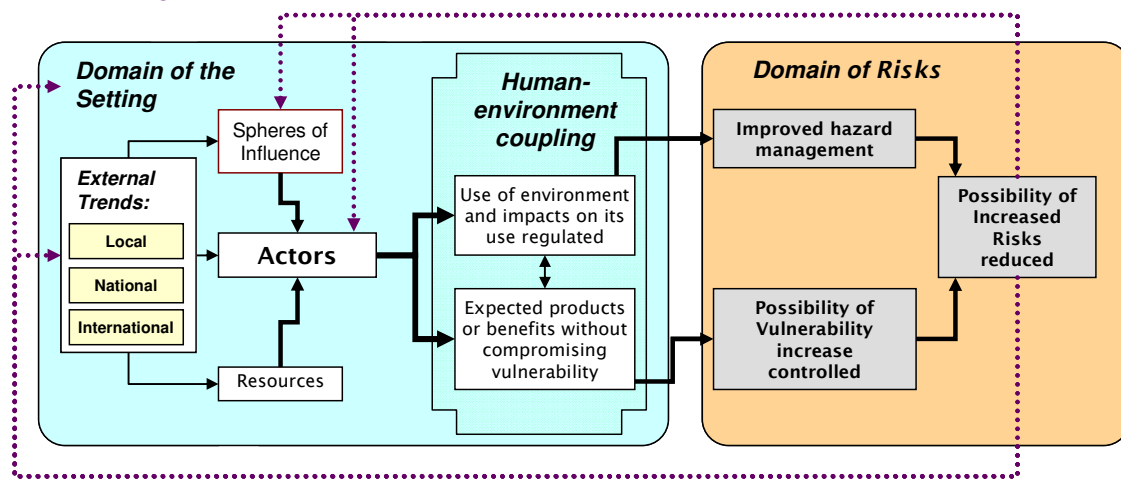 Domain of the
Setting
Spheres of
Influence
External
Trends:
Local
National
International
Actors
Resources
Human-
environment
coupling
Use of environment
and impacts on its
use regulated
Expected products
or benefits without
compromising
vulnerability
Domain of Risks
Improved hazard
management
Possibility of
Vulnerability
increase
controlled
Possibility of
Increased
Risks
reduced